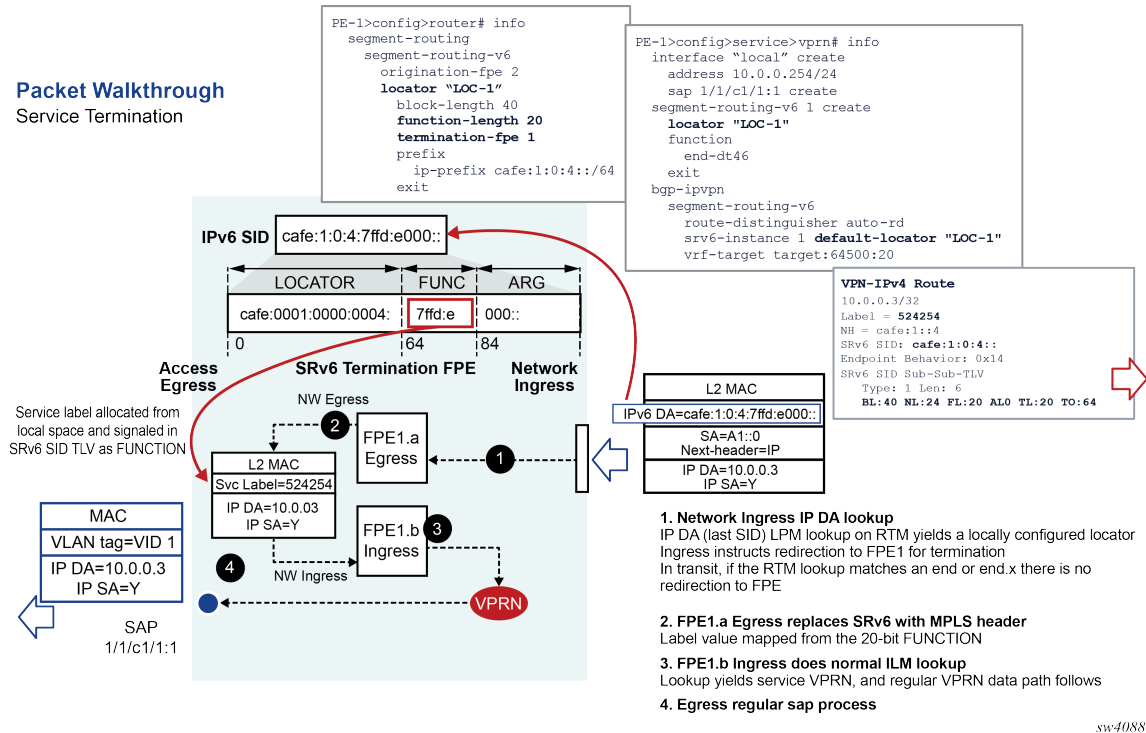 Packet Walkthrough
Service Termination
PE-1>config>router# info
segment-routing
segment-routing-v6
origination-fpe 2
locator “LOC-1”
block-length 40
function-length 20
termination-fpe 1
prefix
ip-prefix cafe:1:0:4::/64
exit
PE-1>config>service>vprn# info
interface “local” create
address 10.0.0.254/24
sap 1/1/c1/1:1 create
segment-routing-v6 1 create
locator "LOC-1"
function
end-dt46
exit
bgp-ipvpn
segment-routing-v6
route-distinguisher auto-rd
srv6-instance 1 default-locator "LOC-1"
vrf-target target:64500:20
VPN-IPv4 Route
10.0.0.3/32
Label = 524254
NH = cafe:1::4
SRv6 SID: cafe:1:0:4::
Endpoint Behavior: 0x14
SRv6 SID Sub-Sub-TLV
Type: 1 Len: 6
BL:40 NL:24 FL:20 AL0 TL:20 TO:64
IPv6 SID
cafe:1:0:4:7ffd:e000::
LOCATOR
FUNC
ARG
cafe:0001:0000:0004:
7ffd:e
000::
0
64
84
Access
Egress
SRv6 Termination FPE
Network
Ingress
Service label allocated from
local space and signaled in
SRv6 SID TLV as FUNCTION
NW Egress
2
FPE1.a
Egress
1
L2 MAC
Svc Label=524254
IP DA=10.0.03
IP SA=Y
FPE1.b
Ingress
3
NW Ingress
4
VPRN
MAC
VLAN tag=VID 1
IP DA=10.0.0.3
IP SA=Y
SAP
1/1/c1/1:1
L2 MAC
IPv6 DA=cafe:1:0:4:7ffd:e000::
SA=A1::0
Next-header=IP
IP DA=10.0.0.3
IP SA=Y
1. Network Ingress IP DA lookup
IP DA (last SID) LPM lookup on RTM yields a locally configured locator
Ingress instructs redirection to FPE1 for termination
In transit, if the RTM lookup matches an end or end.x there is no
redirection to FPE
2. FPE1.a Egress replaces SRv6 with MPLS header
Label value mapped from the 20-bit FUNCTION
3. FPE1.b Ingress does normal ILM lookup
Lookup yields service VPRN, and regular VPRN data path follows
4. Egress regular sap process
sw4088